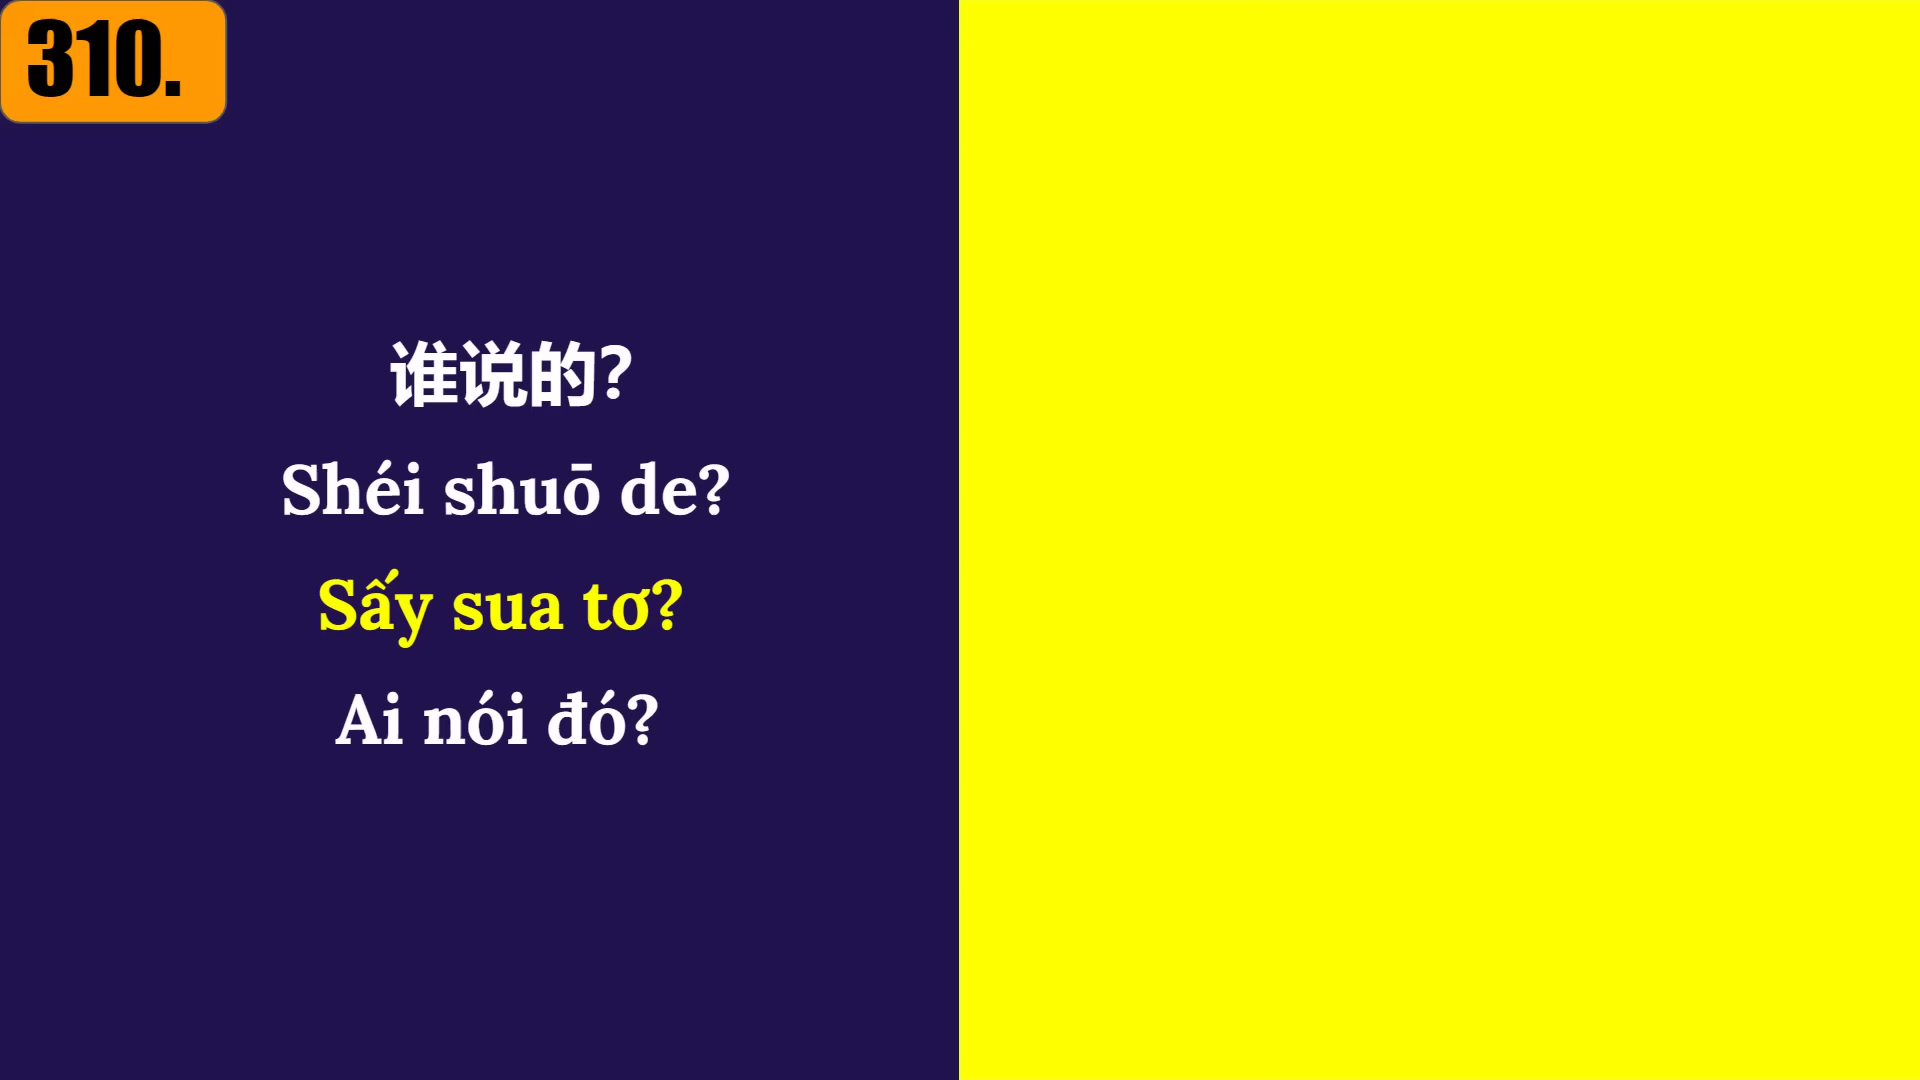 310.
谁说的?
Shéi shuō de?
Sấy sua tơ?
Ai nói đó?